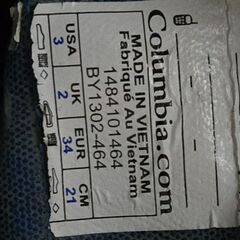 Columbia.com
MADE IN VIETNAM
Fabriqué Au Vietnam
1484101464
BY1302-464
USA UK EUR CM
3 2 34 21